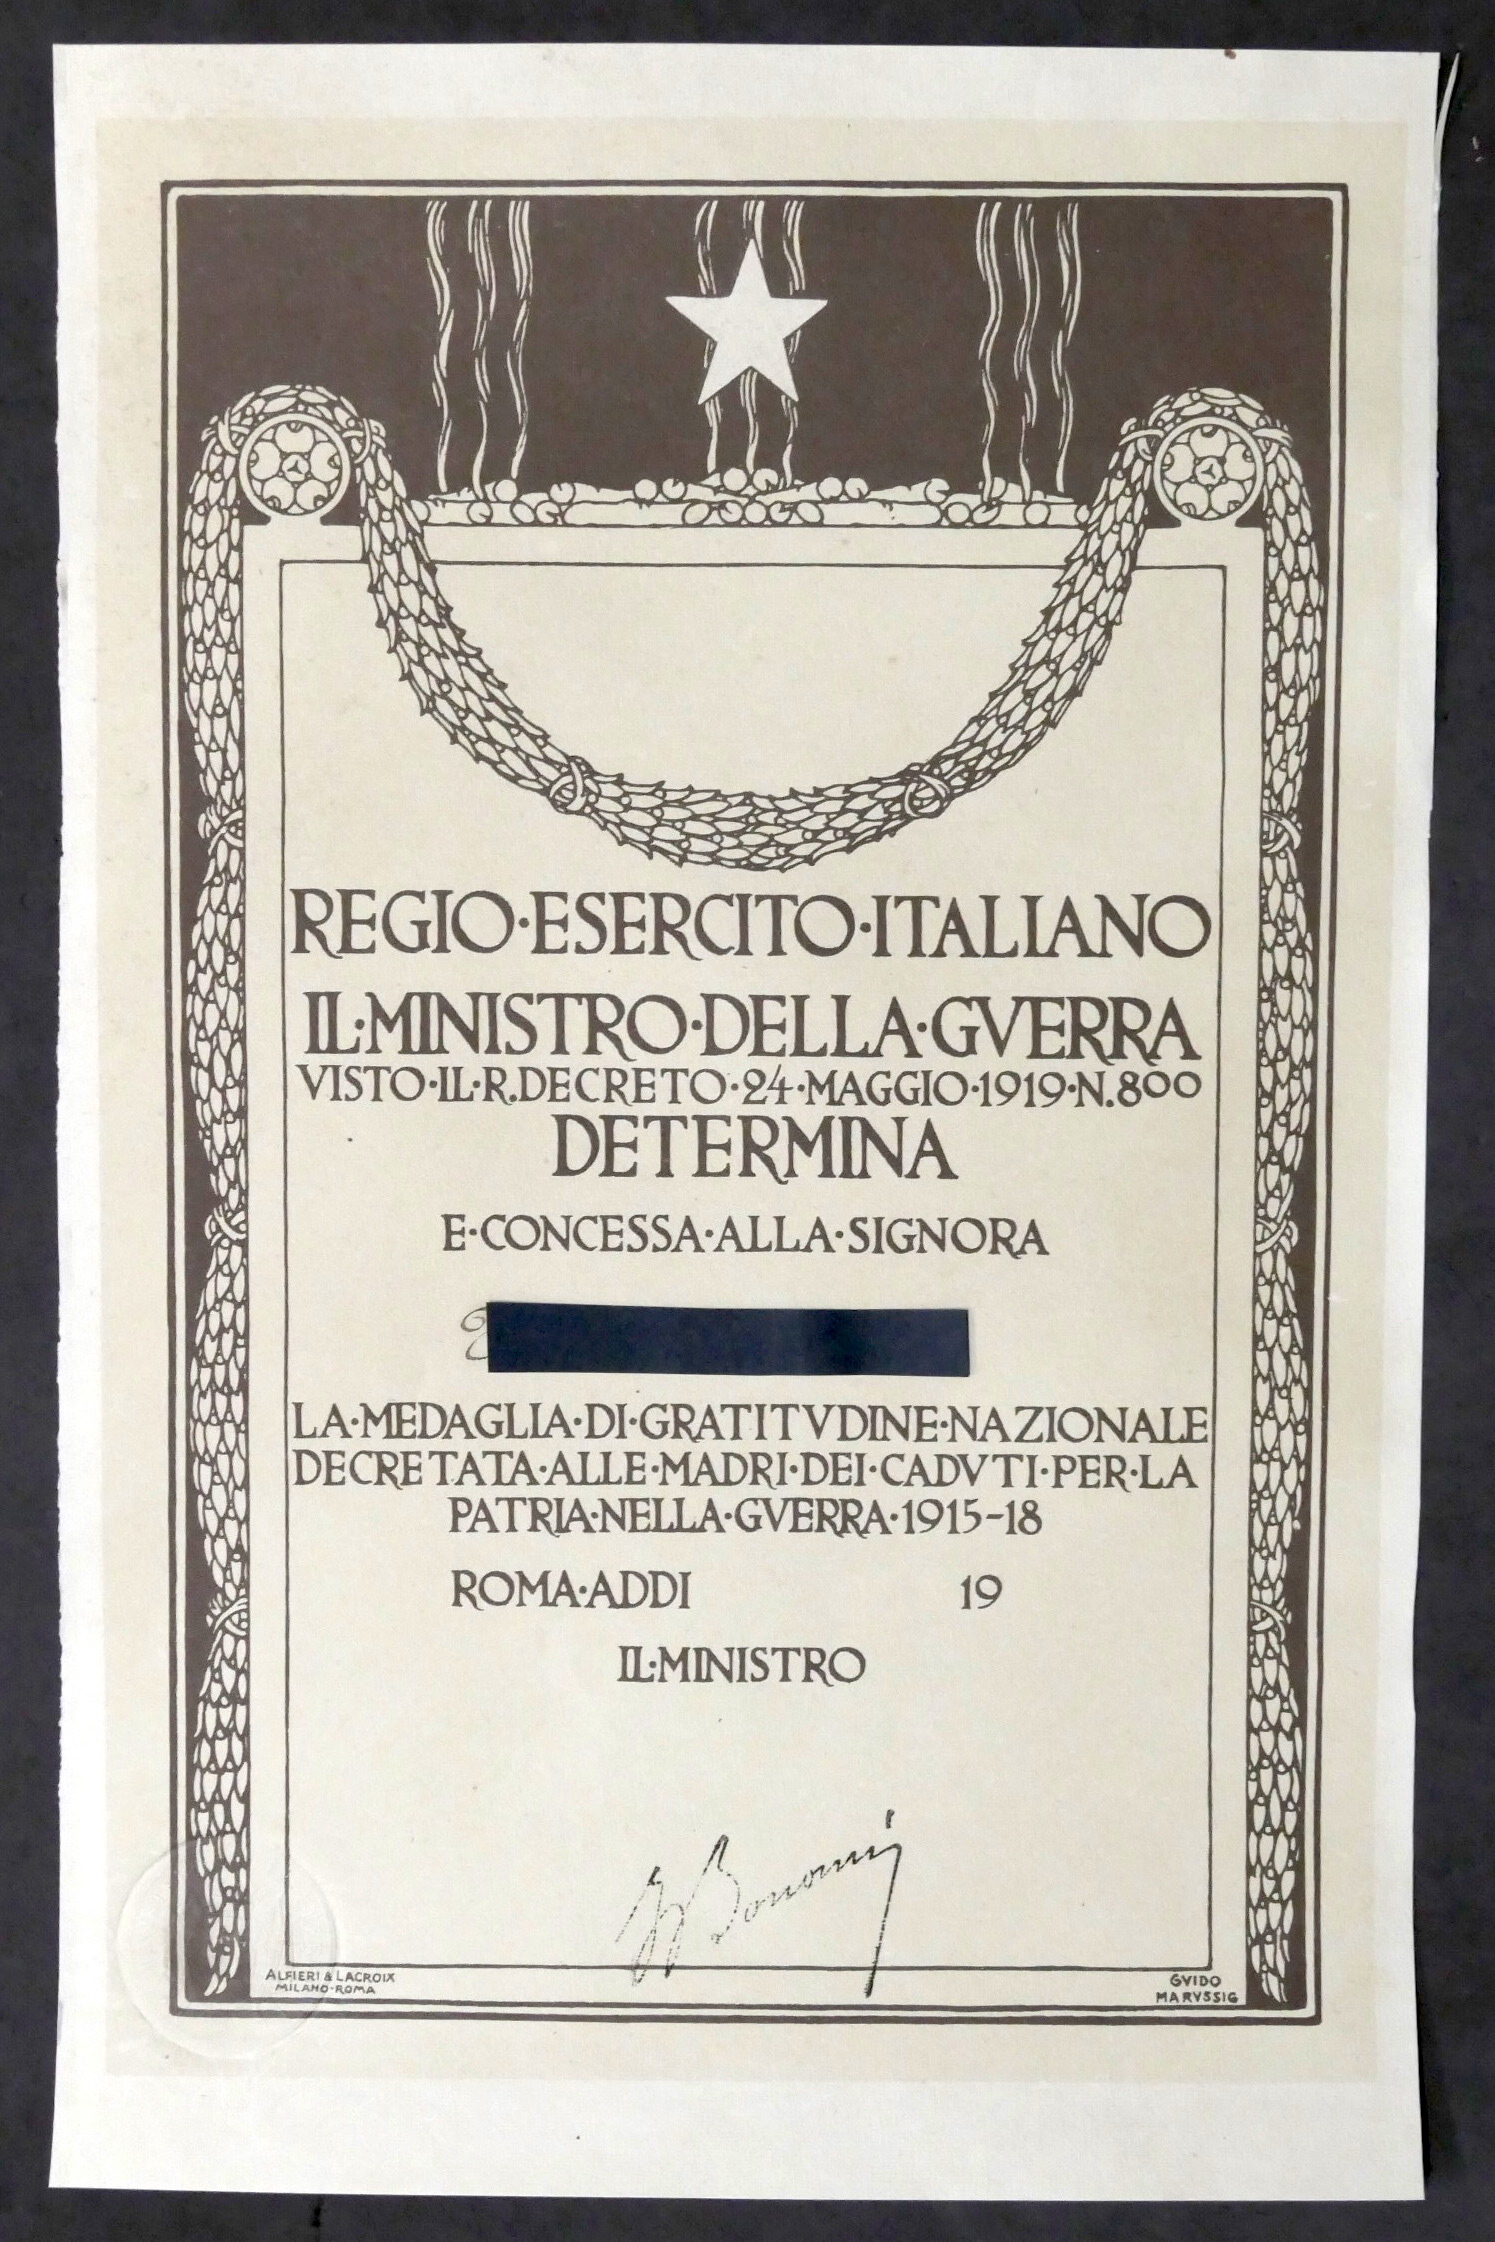 REGIO·ESERCITO·ITALIANO
IL·MINISTRO·DELLA·GVERRA
VISTO·IL·R.DECRETO·24·MAGGIO·1919·N.800
DETERMINA
E·CONCESSA·ALLA·SIGNORA
LA·MEDAGLIA·DI·GRATITVDINE·NAZIONALE
DECRETATA·ALLE·MADRI·DEI·CADVTI·PER·LA
PATRIA·NELLA·GVERRA·1915-18
ROMA·ADDI 19
IL·MINISTRO
Bonomi
ALFIERI & LACROIX
MILANO-ROMA
GVIDO
MARVSSIG